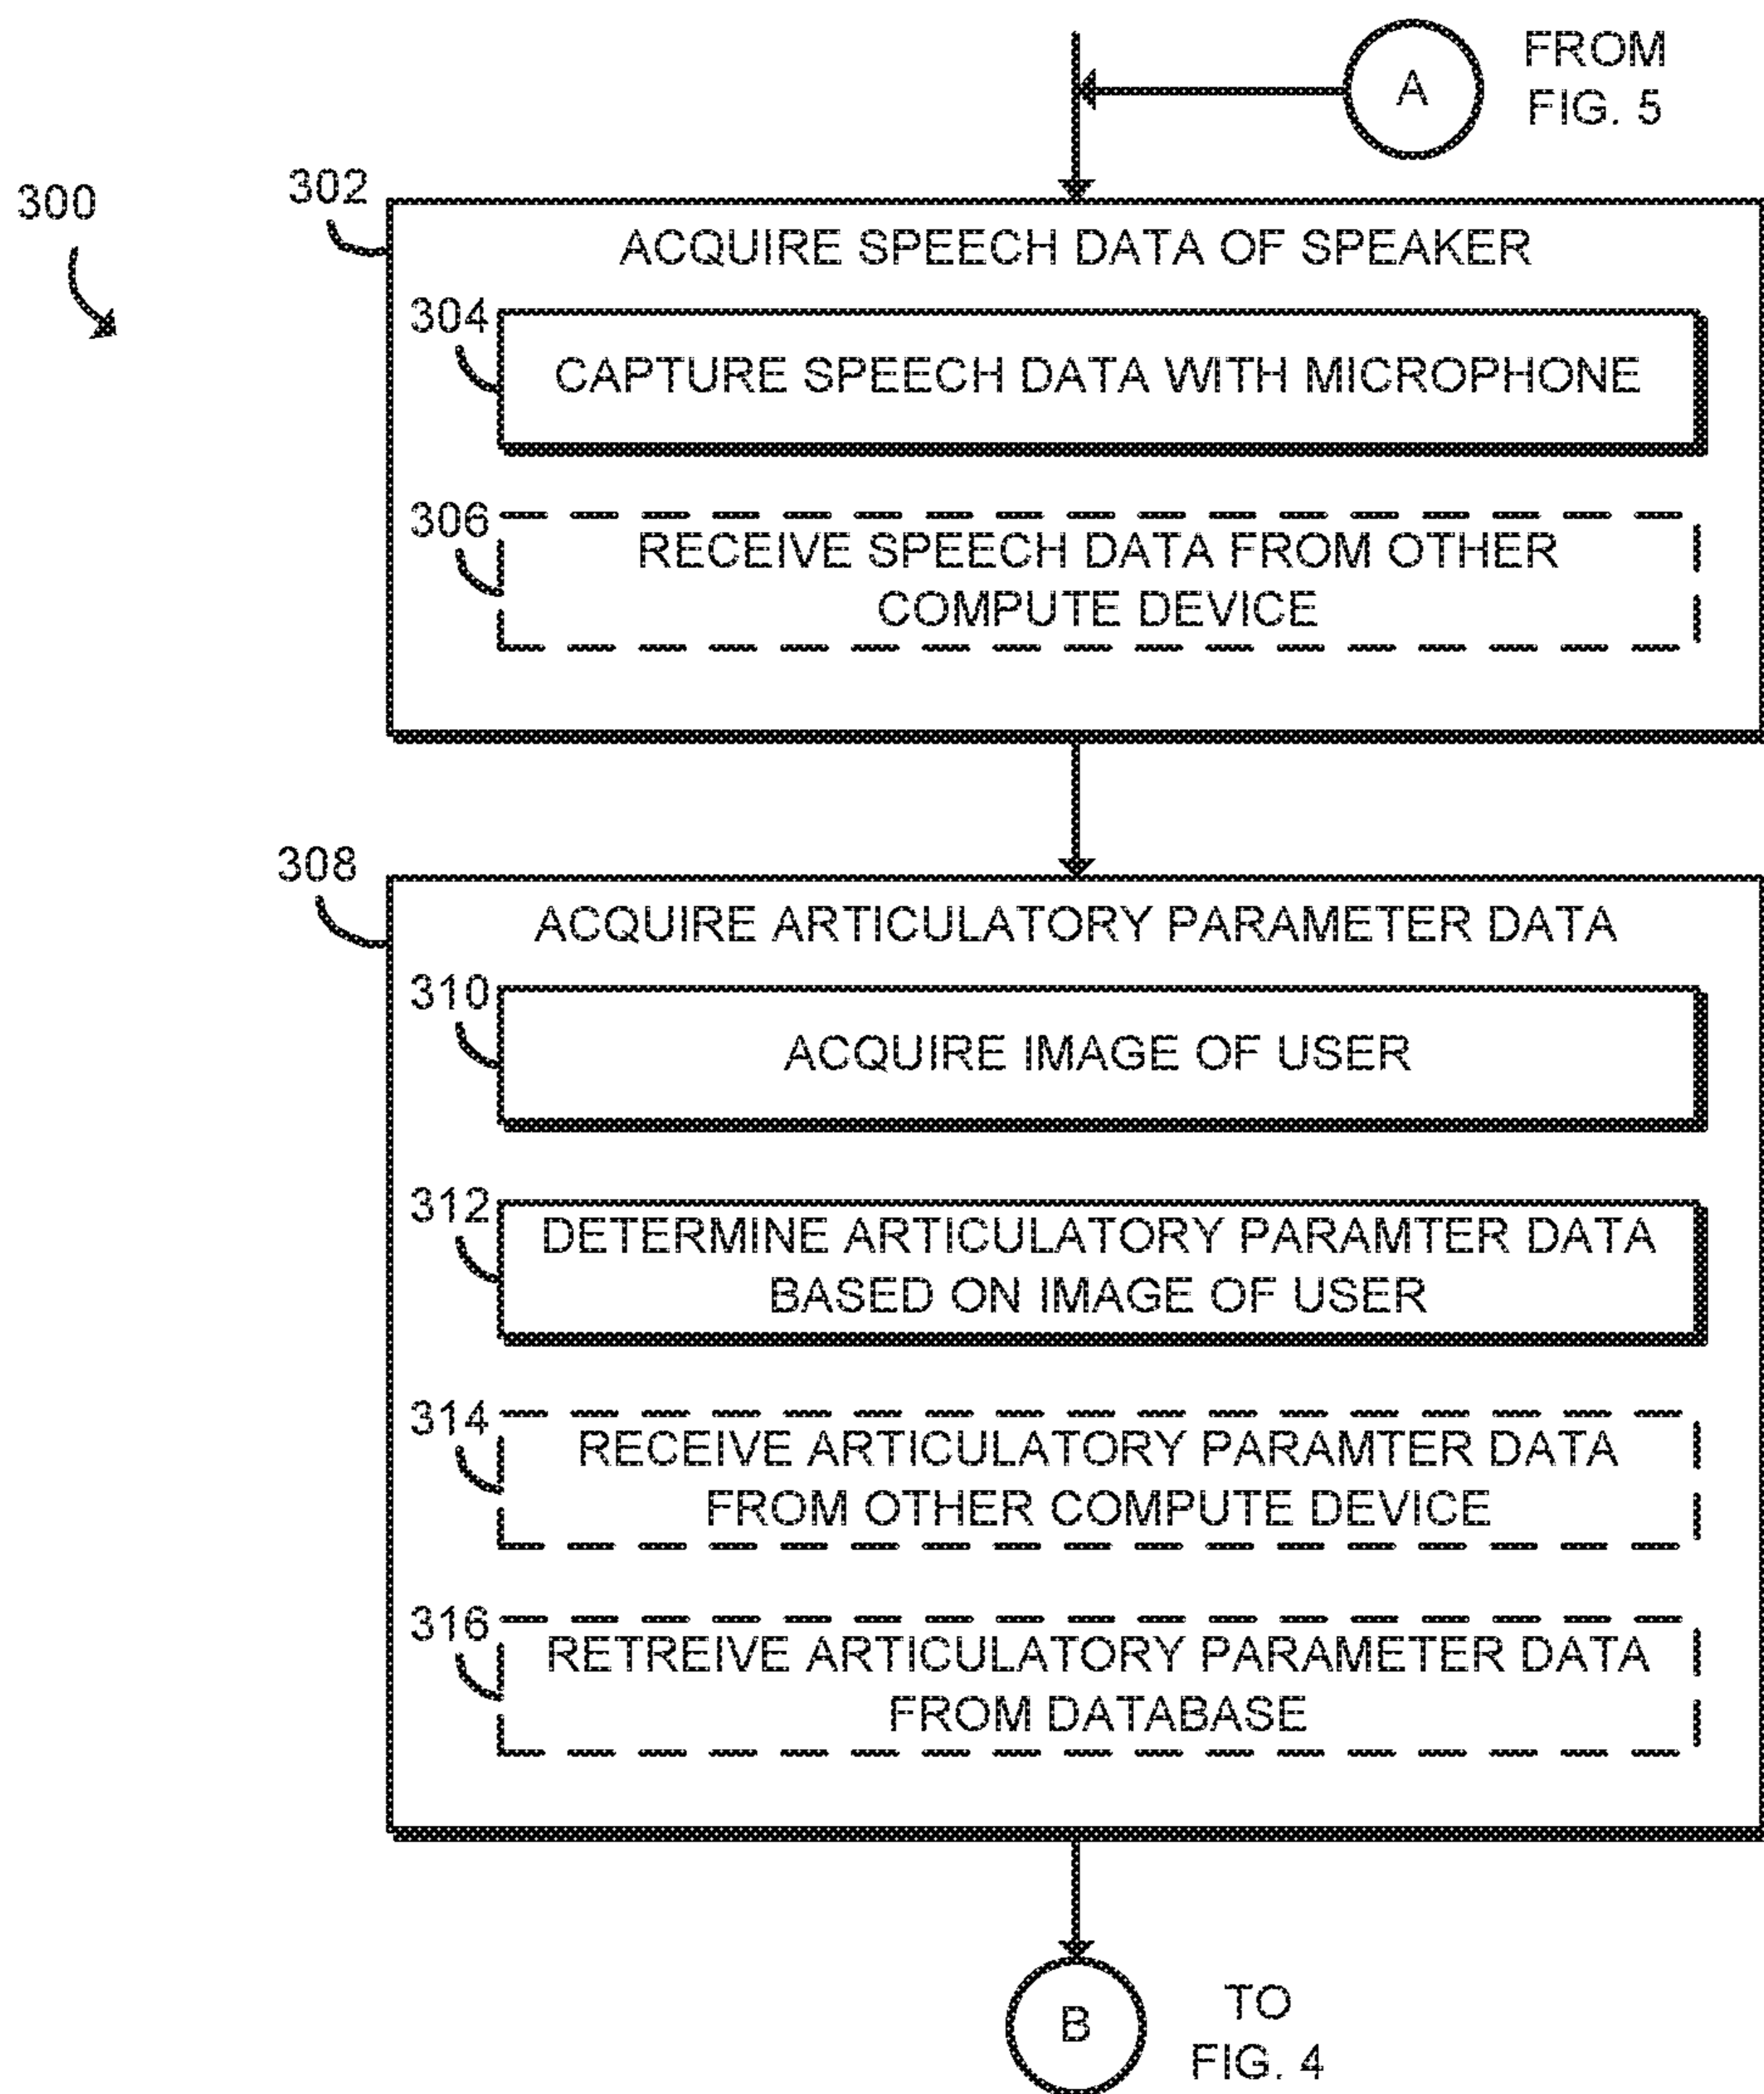 FROM
FIG. 5
A
300
302
ACQUIRE SPEECH DATA OF SPEAKER
304
CAPTURE SPEECH DATA WITH MICROPHONE
306
RECEIVE SPEECH DATA FROM OTHER
COMPUTE DEVICE
308
ACQUIRE ARTICULATORY PARAMETER DATA
310
ACQUIRE IMAGE OF USER
312
DETERMINE ARTICULATORY PARAMTER DATA
BASED ON IMAGE OF USER
314
RECEIVE ARTICULATORY PARAMTER DATA
FROM OTHER COMPUTE DEVICE
316
RETREIVE ARTICULATORY PARAMETER DATA
FROM DATABASE
B
TO
FIG. 4